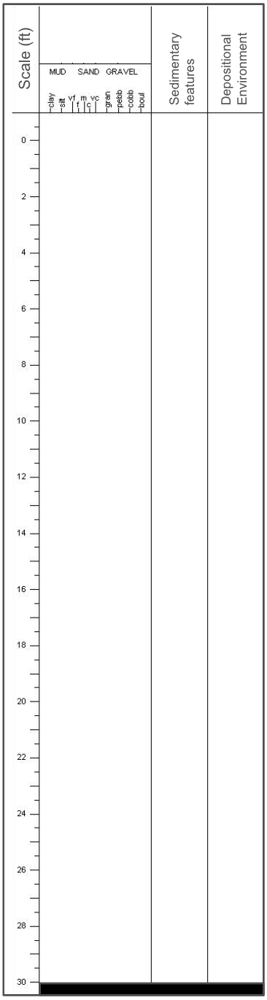 Scale (ft)
MUD SAND GRAVEL
clay silt vf f m c vc gran pebb cobb boul
Sedimentary
features
Depositional
Environment
0
2
4
6
8
10
12
14
16
18
20
22
24
26
28
30